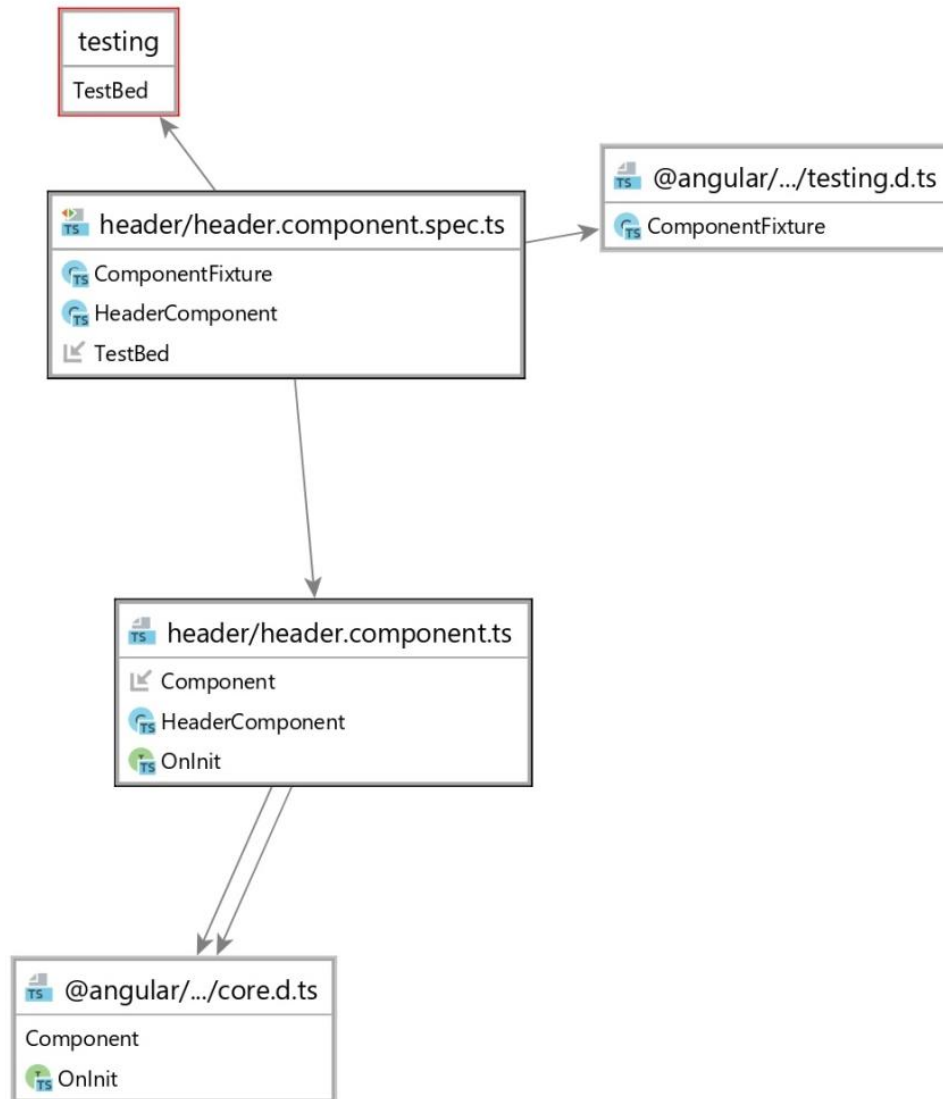 testing
TestBed
@angular/.../testing.d.ts
ComponentFixture
header/header.component.spec.ts
ComponentFixture
HeaderComponent
TestBed
header/header.component.ts
Component
HeaderComponent
OnInit
@angular/.../core.d.ts
Component
OnInit